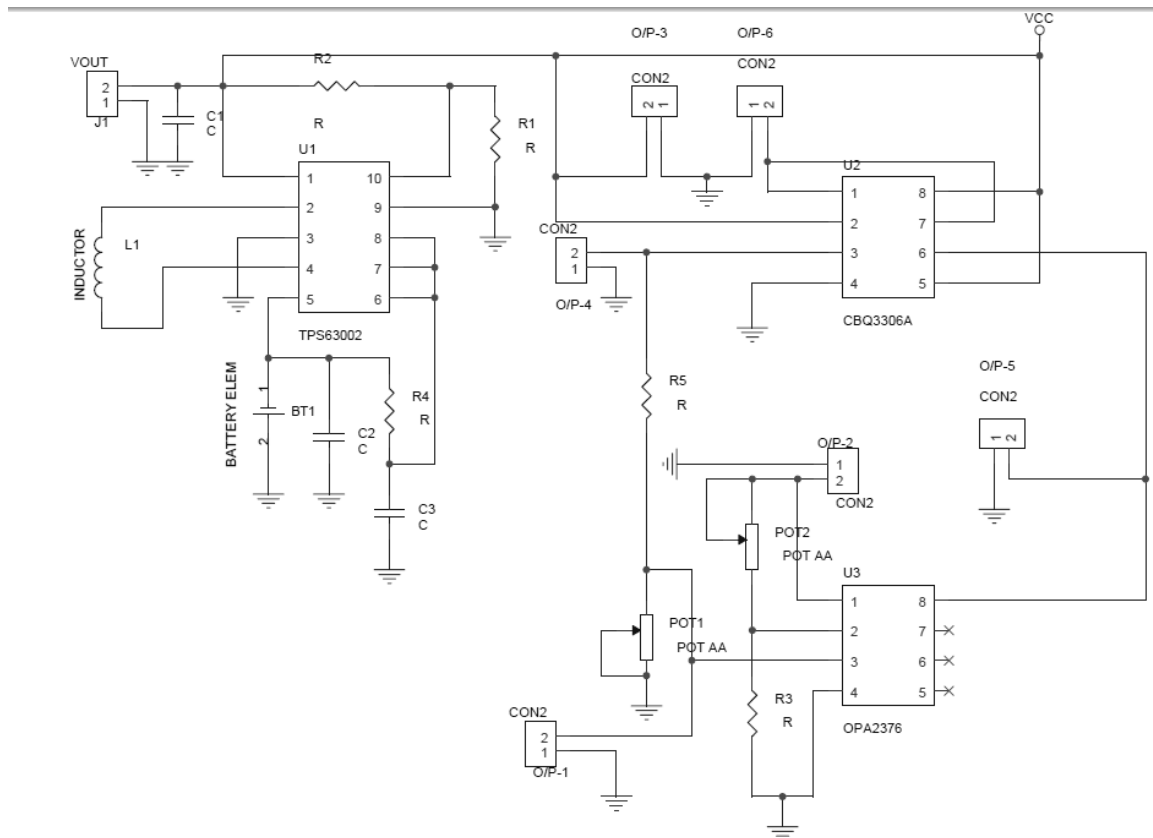 VCC
O/P-3
O/P-6
VOUT
R2
CON2
CON2
2
1
J1
C1
C
R
2 1
1 2
R1
R
U1
U2
1 10
2 9
3 8
4 7
5 6
TPS63002
INDUCTOR
L1
1 8
2 7
3 6
4 5
CBQ3306A
CON2
2
1
O/P-4
BATTERY ELEM
1
2
BT1
C2
C
R4
R
C3
C
R5
R
O/P-5
CON2
1 2
O/P-2
1
2
CON2
POT2
POT AA
U3
1 8
2 7
3 6
4 5
OPA2376
POT1
POT AA
R3
R
CON2
2
1
O/P-1